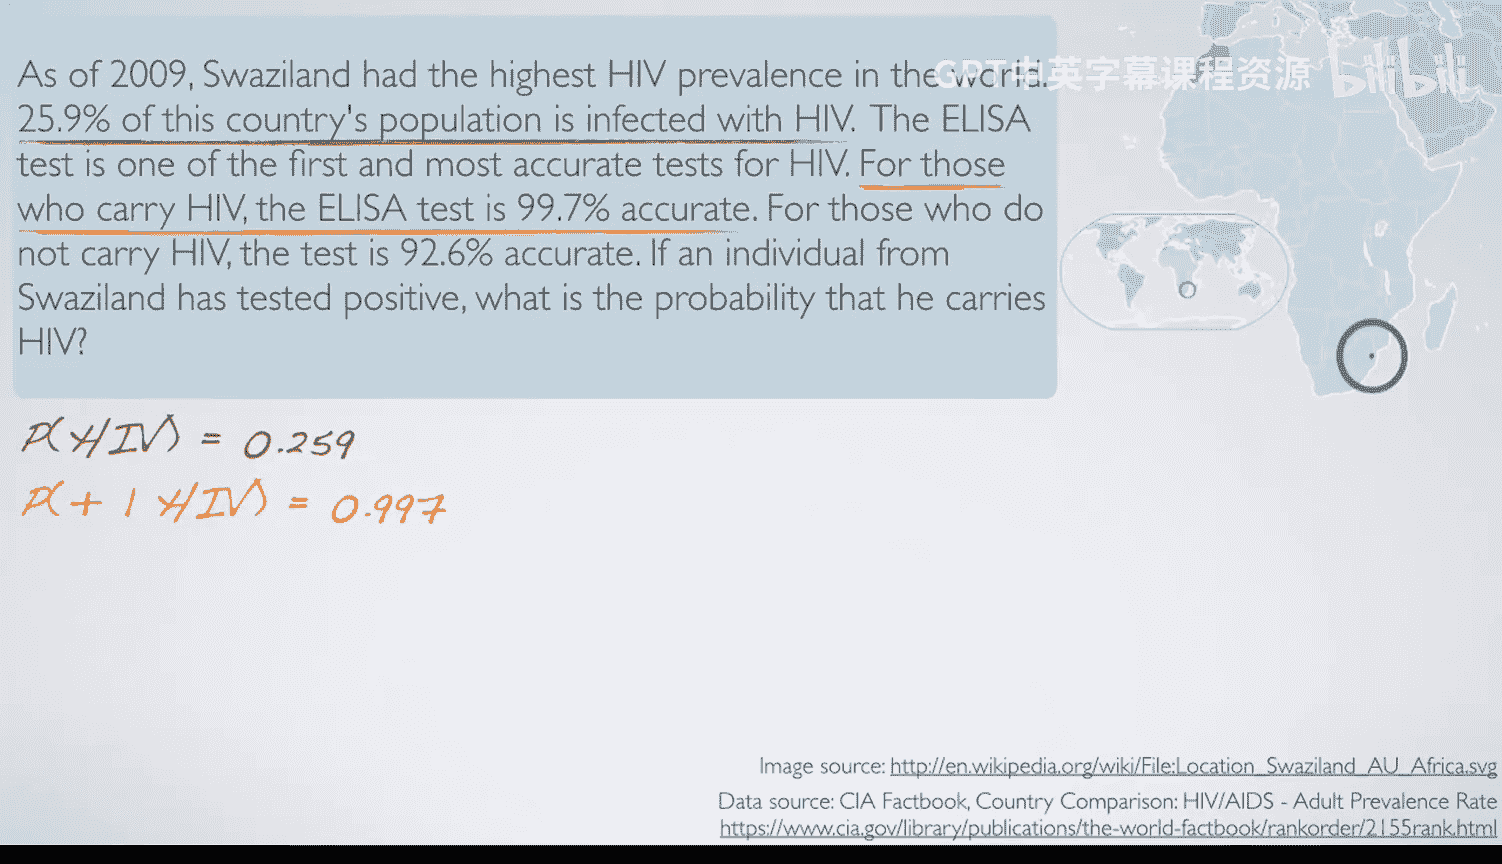 As of 2009, Swaziland had the highest HIV prevalence in the world.
GPT中英字幕课程资源
bilibili
25.9% of this country's population is infected with HIV. The ELISA
test is one of the first and most accurate tests for HIV. For those
who carry HIV, the ELISA test is 99.7% accurate. For those who do
not carry HIV, the test is 92.6% accurate. If an individual from
Swaziland has tested positive, what is the probability that he carries
HIV?
P(HIV) = 0.259
P(+ | HIV) = 0.997
Image source: http://en.wikipedia.org/wiki/File:Location_Swaziland_AU_Africa.svg
Data source: CIA Factbook, Country Comparison: HIV/AIDS - Adult Prevalence Rate
https://www.cia.gov/library/publications/the-world-factbook/rankorder/2155rank.html